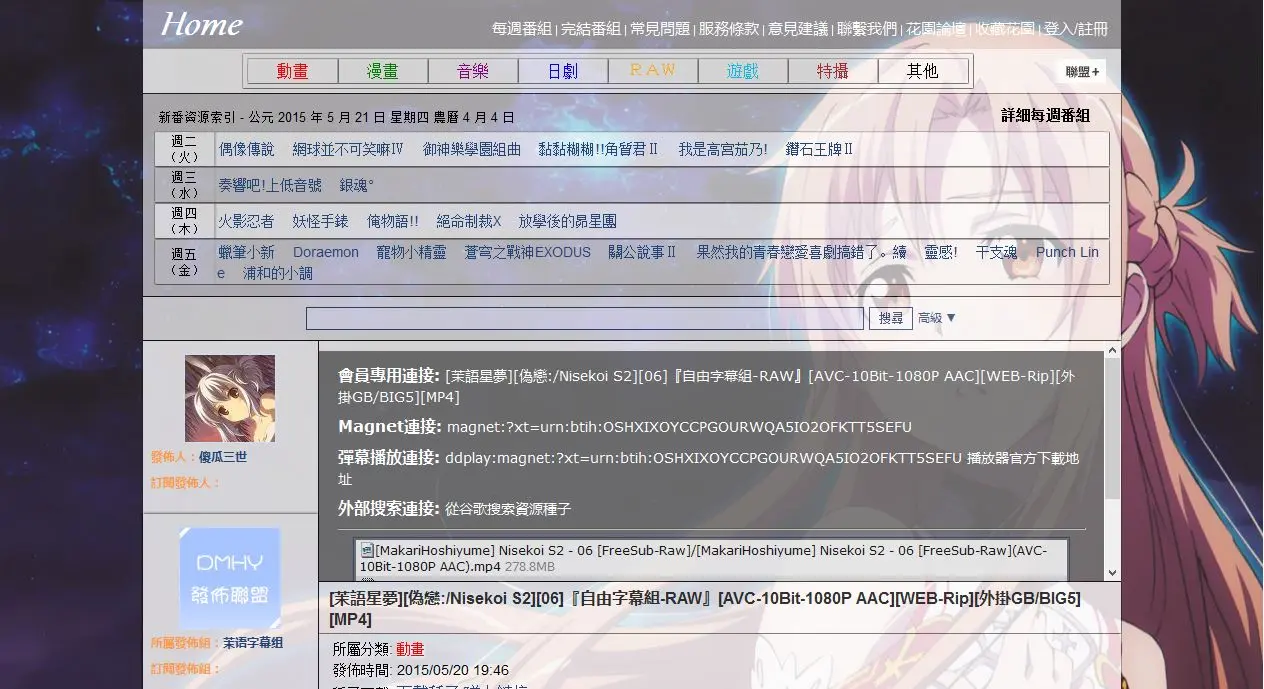 Home
每週番組 | 完結番組 | 常見問題 | 服務條款 | 意見建議 | 聯繫我們 | 花園論壇 | 收藏花園 | 登入/註冊
動畫 漫畫 音樂 日劇 RAW 遊戲 特攝 其他
聯盟+
新番資源索引 - 公元 2015 年 5 月 21 日 星期四 農曆 4 月 4 日
詳細每週番組
週二（火） 偶像傳說 網球並不可笑嘛Ⅳ 御神樂學園組曲 黏黏糊糊!!角質君Ⅱ 我是高宮茄乃! 鑽石王牌Ⅱ
週三（水） 奏響吧!上低音號 銀魂°
週四（木） 火影忍者 妖怪手錶 俺物語!! 絕命制裁X 放學後的昴星團
週五（金） 蠟筆小新 Doraemon 寵物小精靈 蒼穹之戰神EXODUS 關公說事Ⅱ 果然我的青春戀愛喜劇搞錯了。續 靈感! 干支魂 Punch Lin
e 浦和的小調
搜尋 高級▼
會員專用連接: [茉語星夢][偽戀:/Nisekoi S2][06]『自由字幕組-RAW』[AVC-10Bit-1080P AAC][WEB-Rip][外
掛GB/BIG5][MP4]
Magnet連接: magnet:?xt=urn:btih:OSHXIXOYCCPGOURWQA5IO2OFKTT5SEFU
彈幕播放連接: ddplay:magnet:?xt=urn:btih:OSHXIXOYCCPGOURWQA5IO2OFKTT5SEFU 播放器官方下載地
址
外部搜索連接: 從谷歌搜索資源種子
[MakariHoshiyume] Nisekoi S2 - 06 [FreeSub-Raw]/[MakariHoshiyume] Nisekoi S2 - 06 [FreeSub-Raw](AVC-
10Bit-1080P AAC).mp4 278.8MB
發佈人：傻瓜三世
訂閱發佈人：
DMHY
發佈聯盟
所屬發佈組：茉语字幕组
訂閱發佈組：
[茉語星夢][偽戀:/Nisekoi S2][06]『自由字幕組-RAW』[AVC-10Bit-1080P AAC][WEB-Rip][外掛GB/BIG5]
[MP4]
所屬分類: 動畫
發佈時間: 2015/05/20 19:46